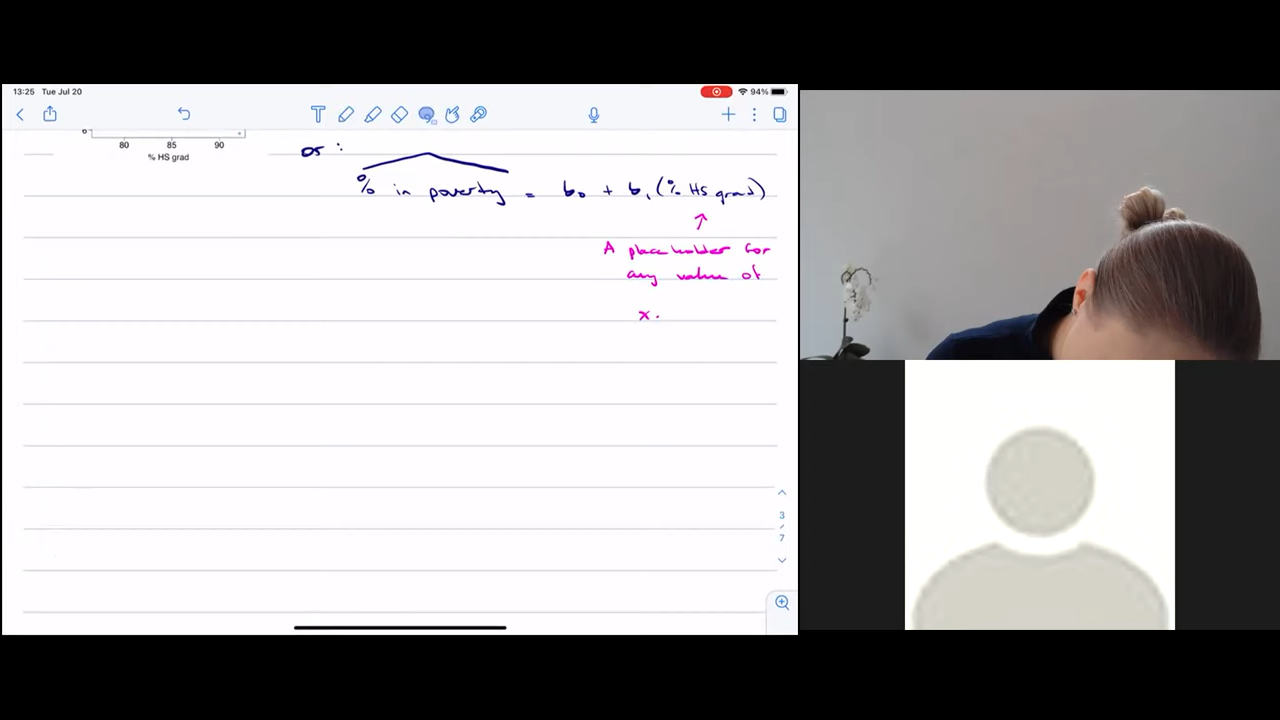 13:25 Tue Jul 20
94%
6
80 85 90
% HS grad
or :
% in poverty = b₀ + b₁ (% HS grad)
A placeholder for
any value of
x.
3
/
7